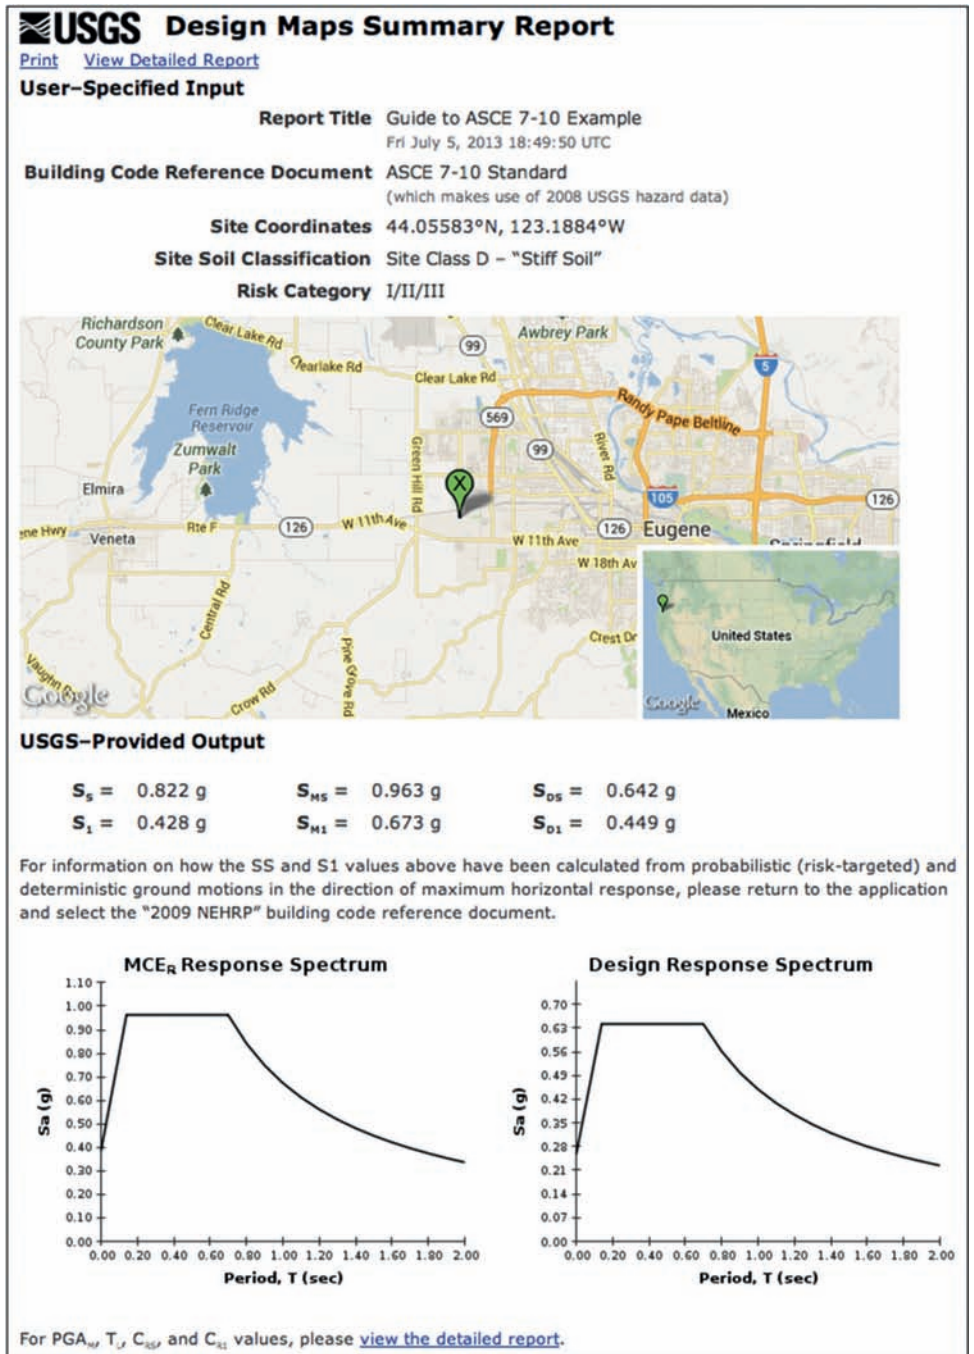 USGS Design Maps Summary Report
Print View Detailed Report
User–Specified Input
Report Title Guide to ASCE 7-10 Example
Fri July 5, 2013 18:49:50 UTC
Building Code Reference Document ASCE 7-10 Standard
(which makes use of 2008 USGS hazard data)
Site Coordinates 44.05583°N, 123.1884°W
Site Soil Classification Site Class D – “Stiff Soil”
Risk Category I/II/III
Richardson County Park
Clear Lake Rd
Clearlake Rd
99
Clear Lake Rd
Awbrey Park
5
Fern Ridge Reservoir
Zumwalt Park
Green Hill Rd
569
99
River Rd
Randy Pape Beltline
X
105
126
Elmira
Veneta
Rte F
126
W 11th Ave
W 11th Ave
126
Eugene
Springfield
W 18th Av
Central Rd
Pine Grove Rd
Crest Dr
Crow Rd
Google
United States
Mexico
Google
USGS–Provided Output
S_S = 0.822 g S_MS = 0.963 g S_DS = 0.642 g
S_1 = 0.428 g S_M1 = 0.673 g S_D1 = 0.449 g
For information on how the SS and S1 values above have been calculated from probabilistic (risk-targeted) and
deterministic ground motions in the direction of maximum horizontal response, please return to the application
and select the “2009 NEHRP” building code reference document.
MCE_R Response Spectrum
1.10
1.00
0.90
0.80
0.70
0.60
0.50
0.40
0.30
0.20
0.10
0.00
Sa (g)
0.00 0.20 0.40 0.60 0.80 1.00 1.20 1.40 1.60 1.80 2.00
Period, T (sec)
Design Response Spectrum
0.70
0.63
0.56
0.49
0.42
0.35
0.28
0.21
0.14
0.07
0.00
Sa (g)
0.00 0.20 0.40 0.60 0.80 1.00 1.20 1.40 1.60 1.80 2.00
Period, T (sec)
For PGA_M, T_L, C_RS, and C_R1 values, please view the detailed report.